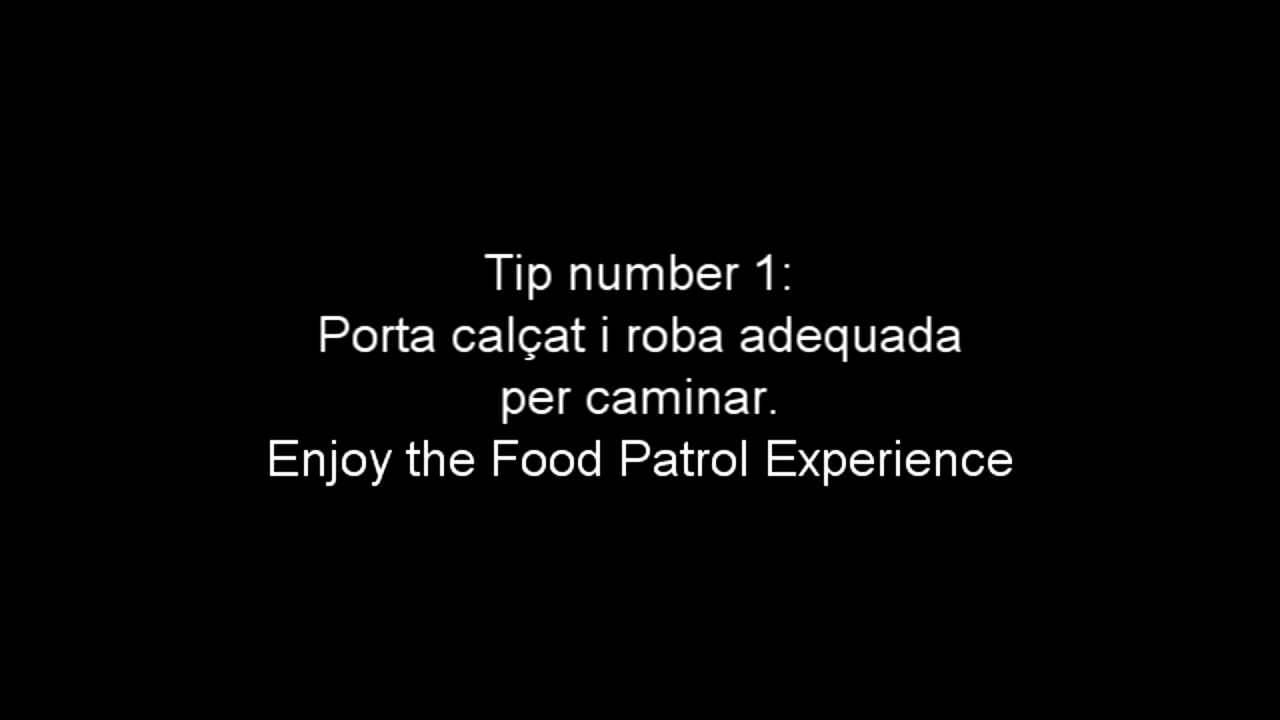 Tip number 1:
Porta calçat i roba adequada
per caminar.
Enjoy the Food Patrol Experience